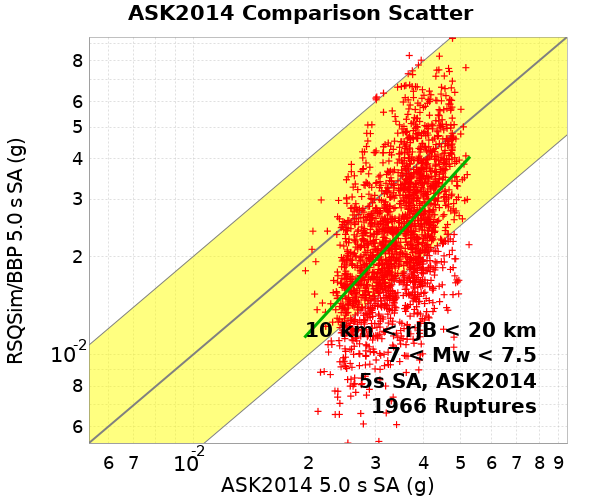 ASK2014 Comparison Scatter
RSQSim/BBP 5.0 s SA (g)
8
6
5
4
3
2
10-2
8
6
10 km < rJB < 20 km
7 < Mw < 7.5
5s SA, ASK2014
1966 Ruptures
6 7 10-2 2 3 4 5 6 7 8 9
ASK2014 5.0 s SA (g)